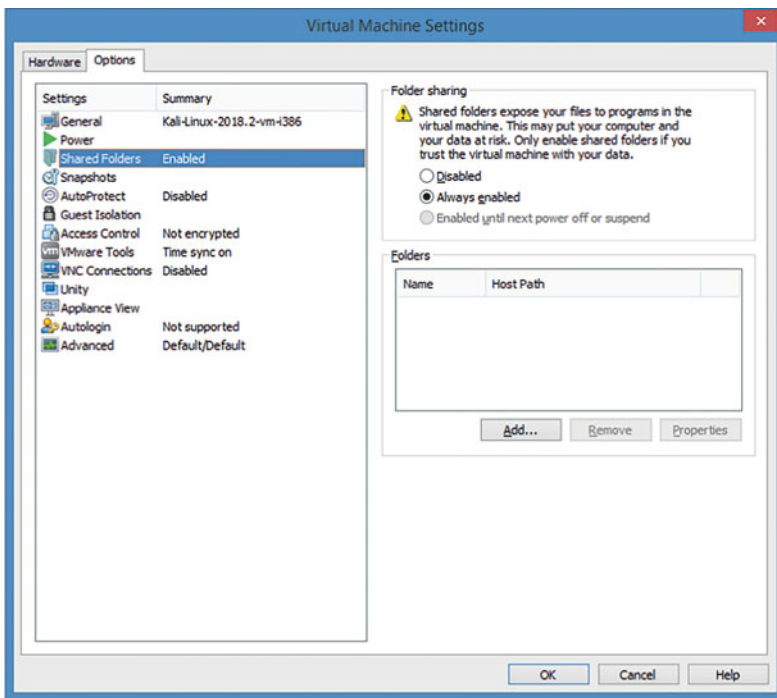 Virtual Machine Settings
Hardware Options
Settings Summary
General Kali-Linux-2018.2-vm-i386
Power
Shared Folders Enabled
Snapshots
AutoProtect Disabled
Guest Isolation
Access Control Not encrypted
vm VMware Tools Time sync on
VNC Connections Disabled
Unity
Appliance View
Autologin Not supported
Advanced Default/Default
Folder sharing
Shared folders expose your files to programs in the
virtual machine. This may put your computer and
your data at risk. Only enable shared folders if you
trust the virtual machine with your data.
Disabled
Always enabled
Enabled until next power off or suspend
Folders
Name Host Path
Add... Remove Properties
OK Cancel Help